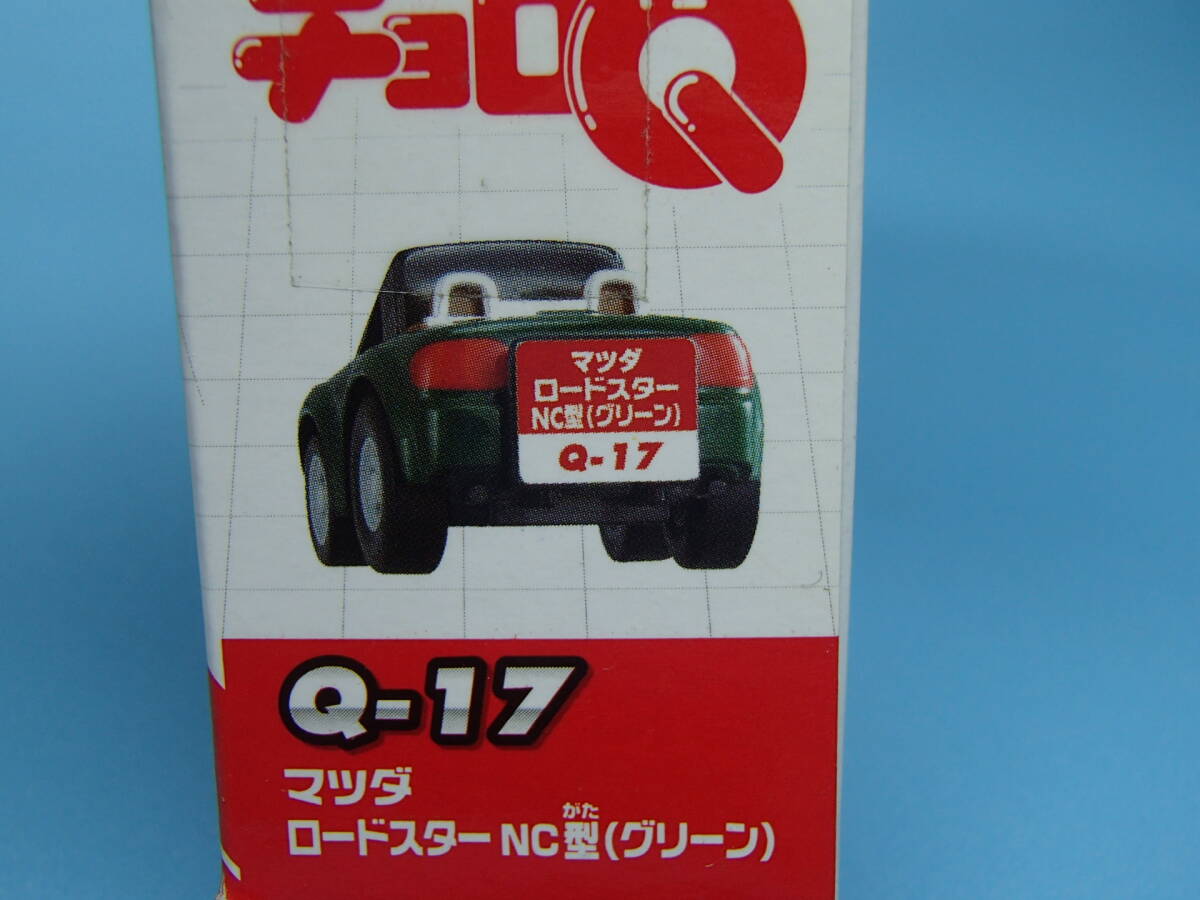 チョロQ
マツダ
ロードスター
NC型(グリーン)
Q-17
Q-17
マツダ
がた
ロードスター NC型(グリーン)